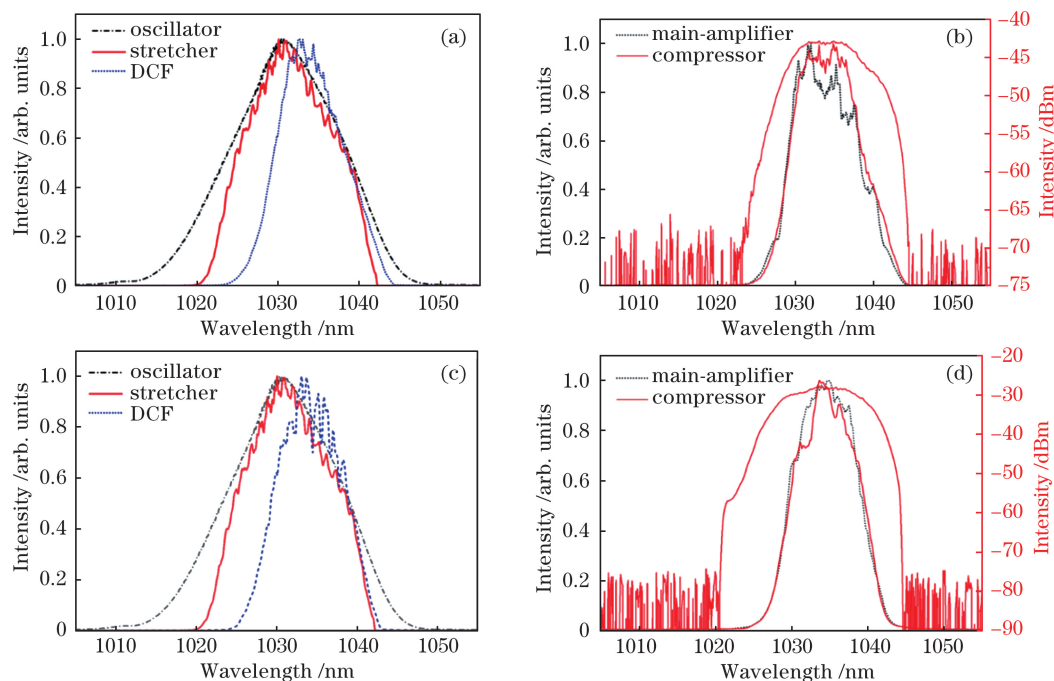 (a)
oscillator
stretcher
DCF
Intensity /arb. units
1.0
0.8
0.6
0.4
0.2
0
1010 1020 1030 1040 1050
Wavelength /nm
(b)
main-amplifier
compressor
Intensity /arb. units
1.0
0.8
0.6
0.4
0.2
0
1010 1020 1030 1040 1050
Wavelength /nm
−40
−45
−50
−55
−60
−65
−70
−75
Intensity /dBm
(c)
oscillator
stretcher
DCF
Intensity /arb. units
1.0
0.8
0.6
0.4
0.2
0
1010 1020 1030 1040 1050
Wavelength /nm
(d)
main-amplifier
compressor
Intensity /arb. units
1.0
0.8
0.6
0.4
0.2
0
1010 1020 1030 1040 1050
Wavelength /nm
−20
−30
−40
−50
−60
−70
−80
−90
Intensity /dBm